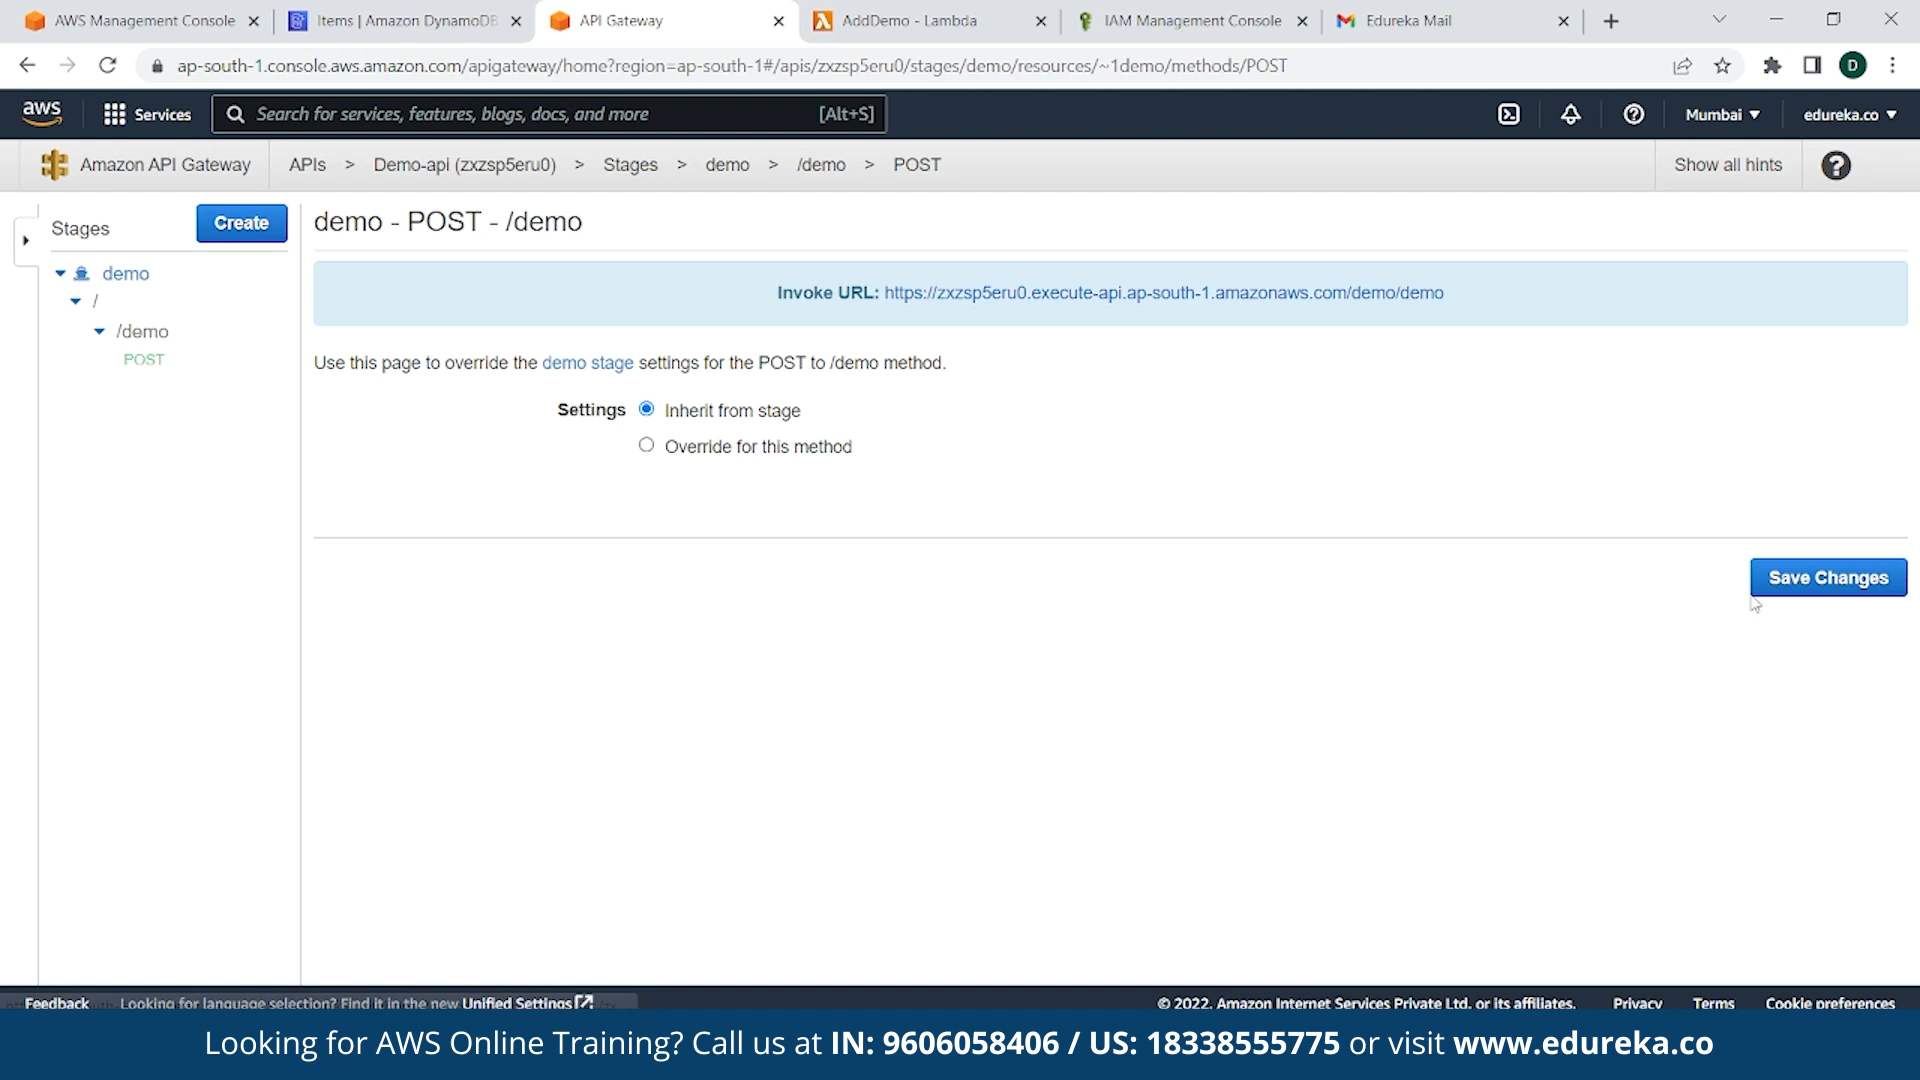 AWS Management Console
Items | Amazon DynamoDB
API Gateway
AddDemo - Lambda
IAM Management Console
Edureka Mail
ap-south-1.console.aws.amazon.com/apigateway/home?region=ap-south-1#/apis/zxzsp5eru0/stages/demo/resources/~1demo/methods/POST
D
aws
Services
Search for services, features, blogs, docs, and more
[Alt+S]
Mumbai ▼
edureka.co ▼
Amazon API Gateway
APIs > Demo-api (zxzsp5eru0) > Stages > demo > /demo > POST
Show all hints
?
Stages
Create
demo
/
/demo
POST
demo - POST - /demo
Invoke URL: https://zxzsp5eru0.execute-api.ap-south-1.amazonaws.com/demo/demo
Use this page to override the demo stage settings for the POST to /demo method.
Settings
Inherit from stage
Override for this method
Save Changes
Feedback
Looking for language selection? Find it in the new Unified Settings
© 2022, Amazon Internet Services Private Ltd. or its affiliates.
Privacy
Terms
Cookie preferences
Looking for AWS Online Training? Call us at IN: 9606058406 / US: 18338555775 or visit www.edureka.co